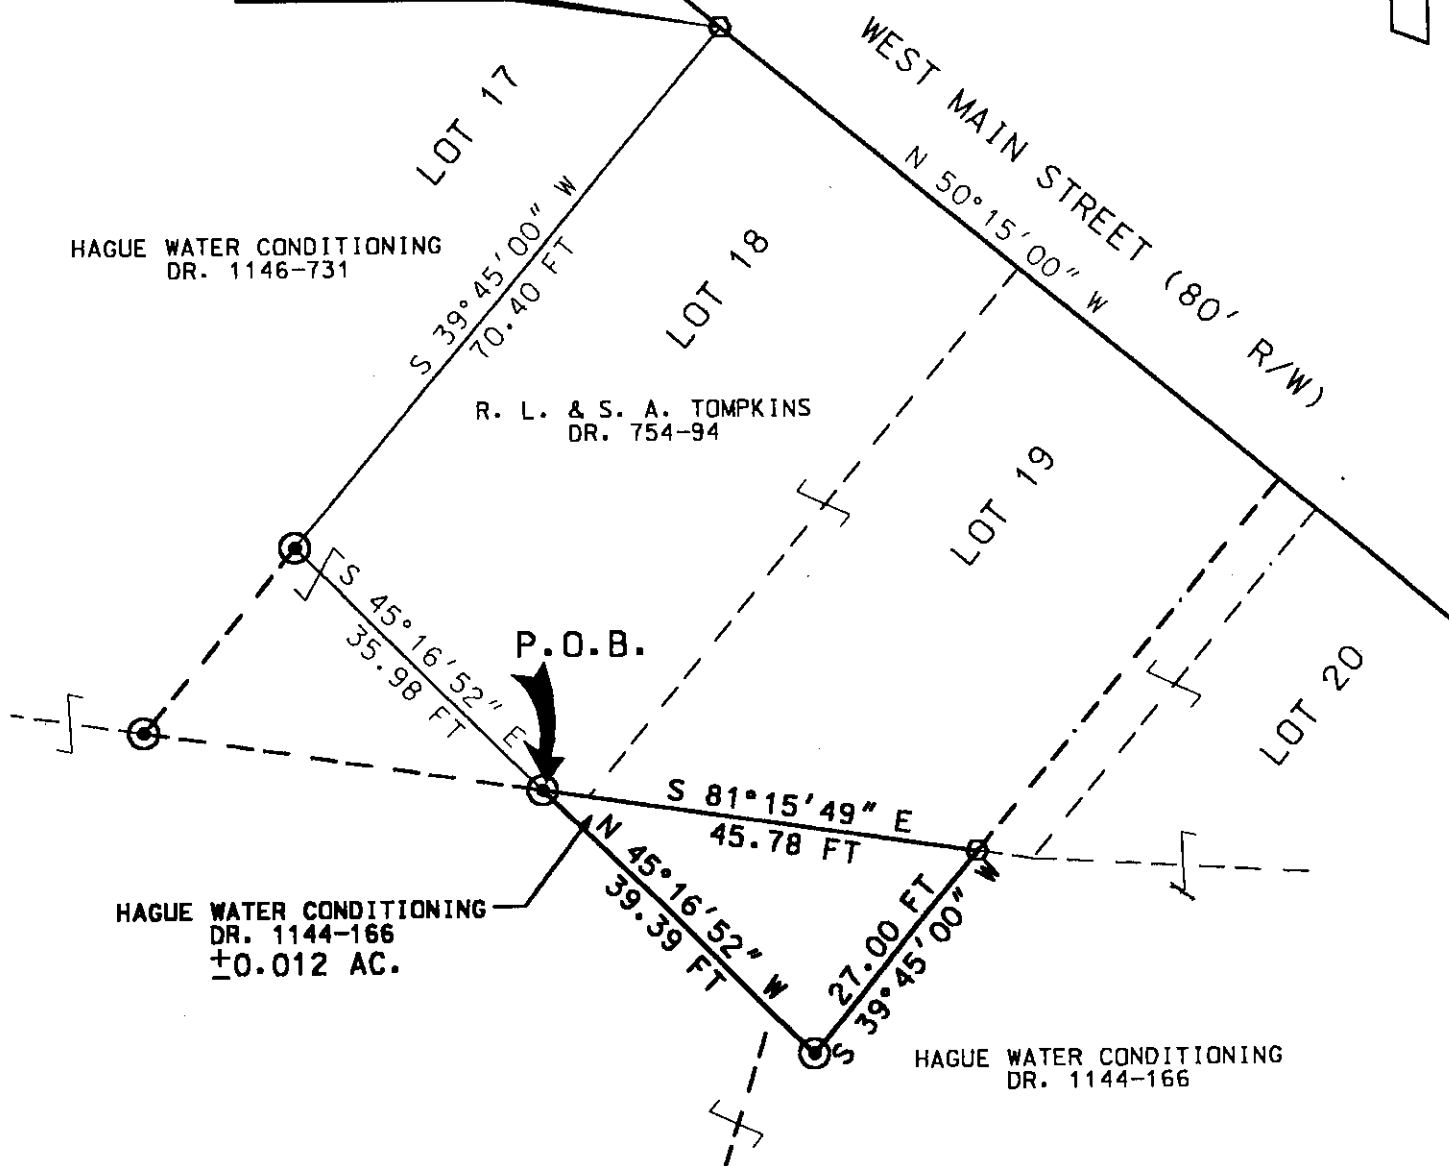 WEST MAIN STREET (80' R/W)
N 50°15'00" W
LOT 17
HAGUE WATER CONDITIONING
DR. 1146-731
S 39°45'00" W
70.40 FT
LOT 18
R. L. & S. A. TOMPKINS
DR. 754-94
LOT 19
LOT 20
S 45°16'52" E
35.98 FT
P.O.B.
S 81°15'49" E
45.78 FT
N 45°16'52" W
39.39 FT
27.00 FT
S 39°45'00" W
HAGUE WATER CONDITIONING
DR. 1144-166
±0.012 AC.
HAGUE WATER CONDITIONING
DR. 1144-166